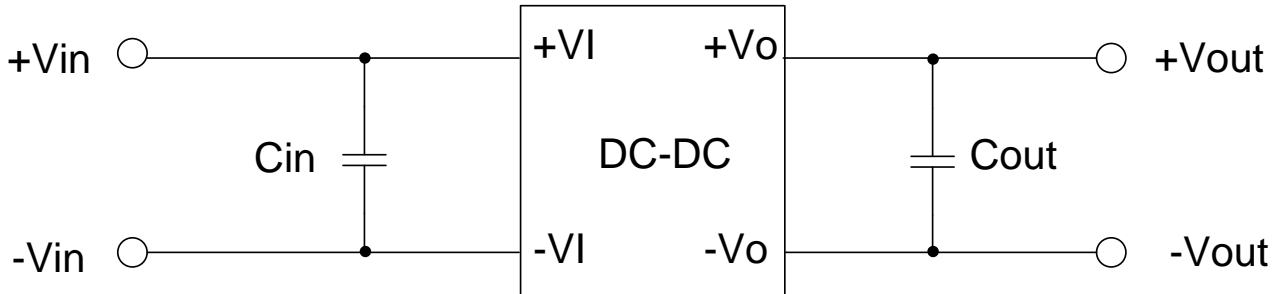 +Vin
+VI
+Vo
+Vout
Cin
DC-DC
Cout
-Vin
-VI
-Vo
-Vout